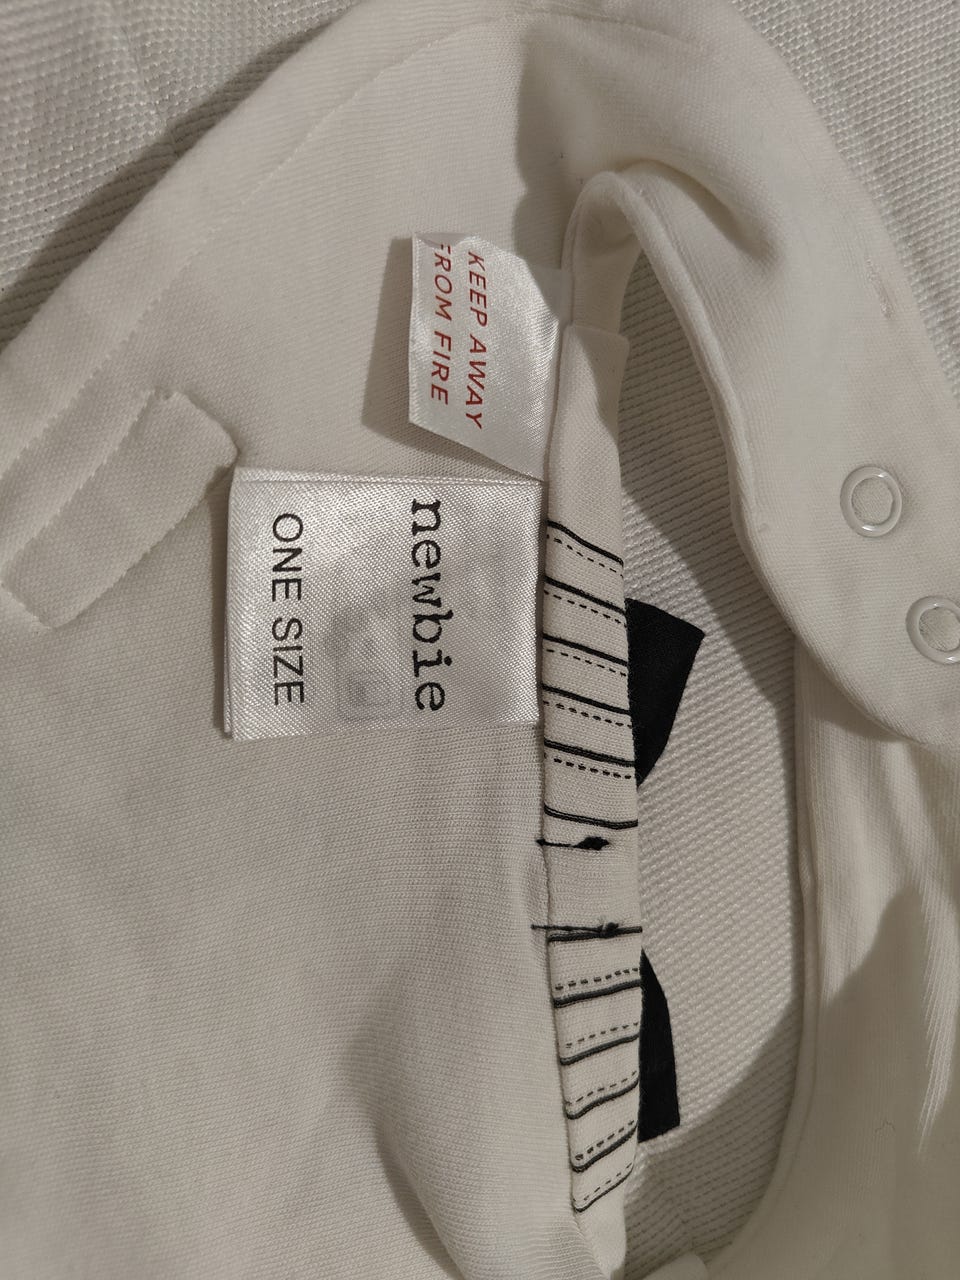 KEEP AWAY
FROM FIRE
newbie
ONE SIZE